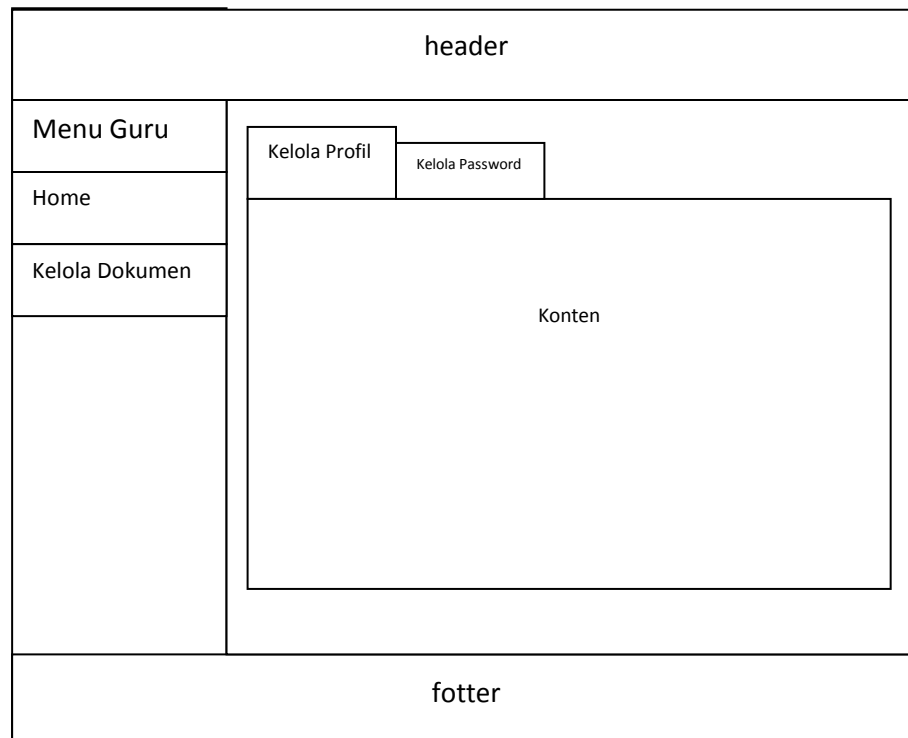 header
Menu Guru
Home
Kelola Dokumen
Kelola Profil
Kelola Password
Konten
fotter